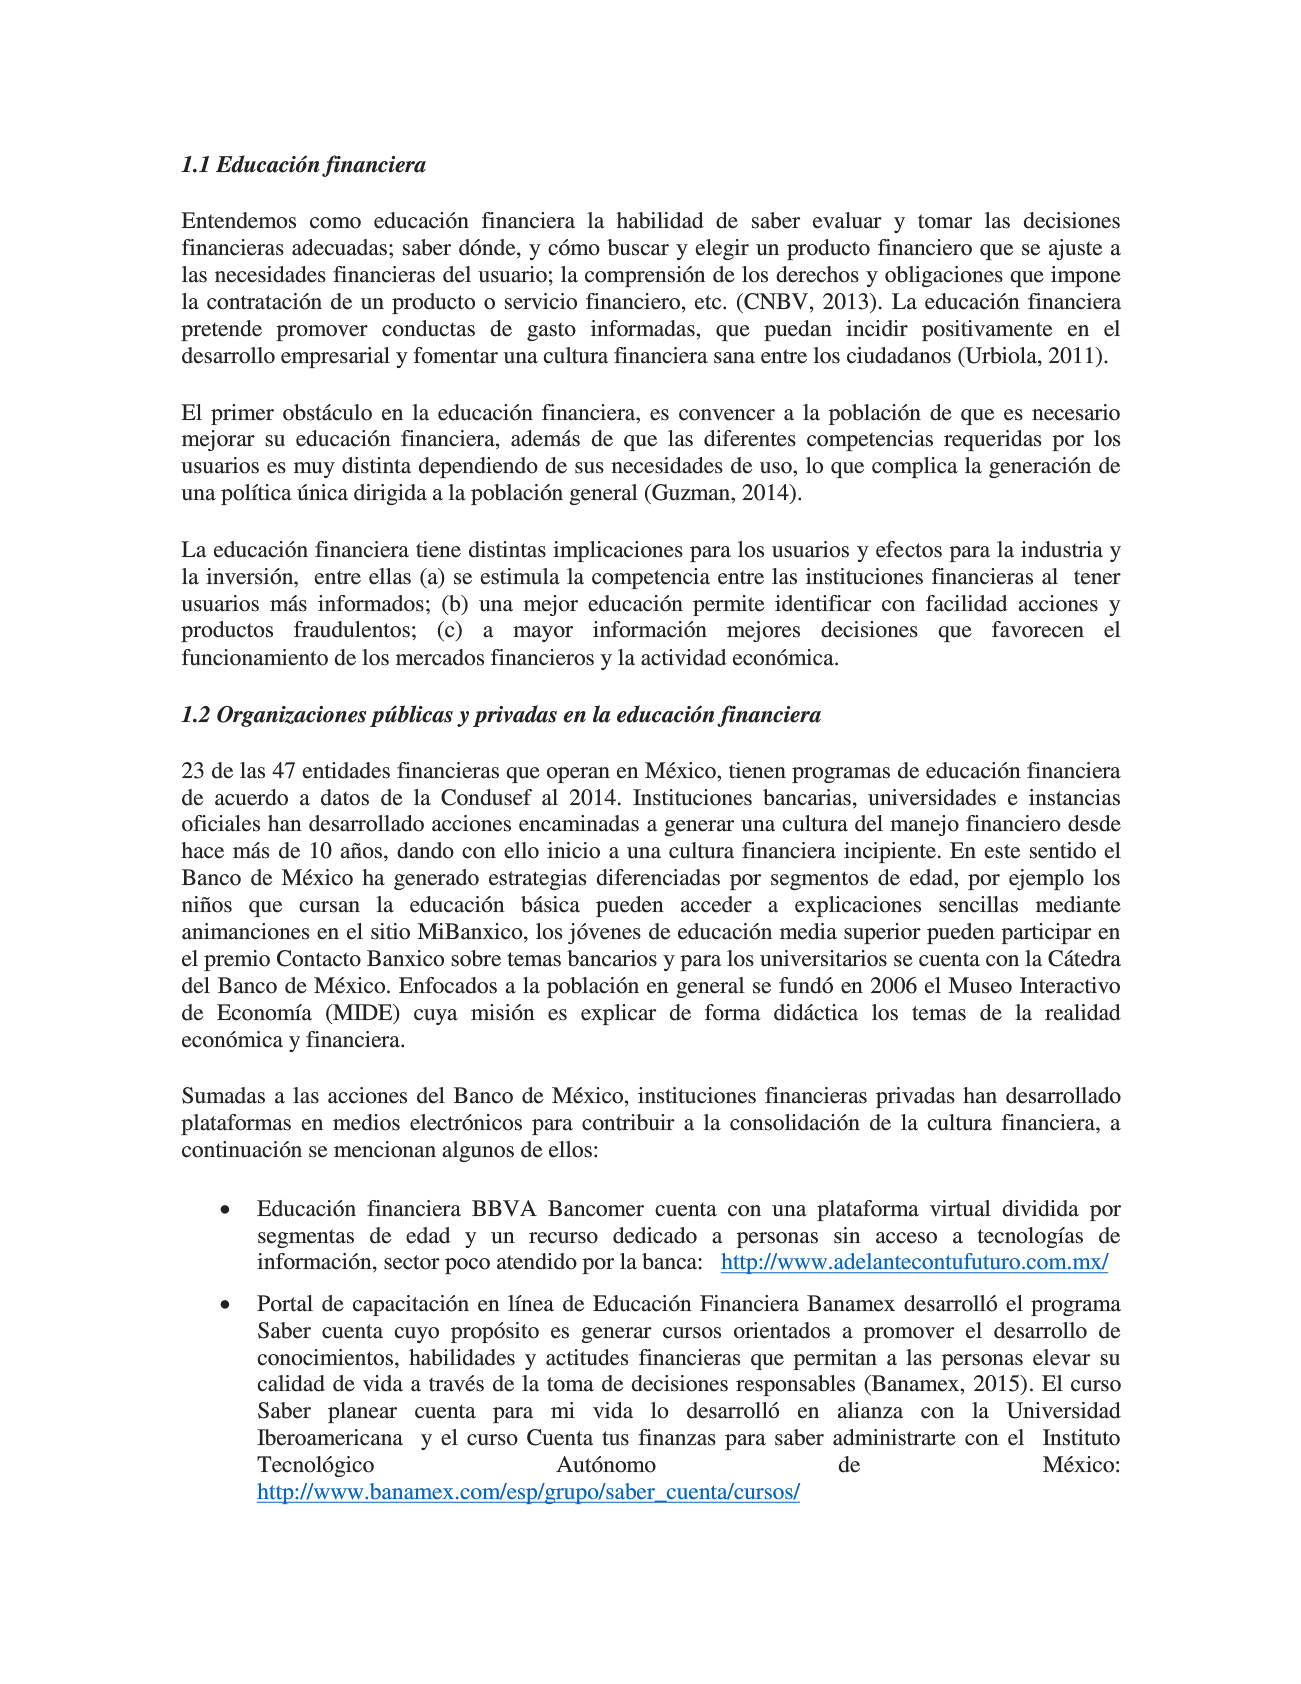 1.1 Educación financiera
Entendemos como educación financiera la habilidad de saber evaluar y tomar las decisiones
financieras adecuadas; saber dónde, y cómo buscar y elegir un producto financiero que se ajuste a
las necesidades financieras del usuario; la comprensión de los derechos y obligaciones que impone
la contratación de un producto o servicio financiero, etc. (CNBV, 2013). La educación financiera
pretende promover conductas de gasto informadas, que puedan incidir positivamente en el
desarrollo empresarial y fomentar una cultura financiera sana entre los ciudadanos (Urbiola, 2011).
El primer obstáculo en la educación financiera, es convencer a la población de que es necesario
mejorar su educación financiera, además de que las diferentes competencias requeridas por los
usuarios es muy distinta dependiendo de sus necesidades de uso, lo que complica la generación de
una política única dirigida a la población general (Guzman, 2014).
La educación financiera tiene distintas implicaciones para los usuarios y efectos para la industria y
la inversión, entre ellas (a) se estimula la competencia entre las instituciones financieras al tener
usuarios más informados; (b) una mejor educación permite identificar con facilidad acciones y
productos fraudulentos; (c) a mayor información mejores decisiones que favorecen el
funcionamiento de los mercados financieros y la actividad económica.
1.2 Organizaciones públicas y privadas en la educación financiera
23 de las 47 entidades financieras que operan en México, tienen programas de educación financiera
de acuerdo a datos de la Condusef al 2014. Instituciones bancarias, universidades e instancias
oficiales han desarrollado acciones encaminadas a generar una cultura del manejo financiero desde
hace más de 10 años, dando con ello inicio a una cultura financiera incipiente. En este sentido el
Banco de México ha generado estrategias diferenciadas por segmentos de edad, por ejemplo los
niños que cursan la educación básica pueden acceder a explicaciones sencillas mediante
animanciones en el sitio MiBanxico, los jóvenes de educación media superior pueden participar en
el premio Contacto Banxico sobre temas bancarios y para los universitarios se cuenta con la Cátedra
del Banco de México. Enfocados a la población en general se fundó en 2006 el Museo Interactivo
de Economía (MIDE) cuya misión es explicar de forma didáctica los temas de la realidad
económica y financiera.
Sumadas a las acciones del Banco de México, instituciones financieras privadas han desarrollado
plataformas en medios electrónicos para contribuir a la consolidación de la cultura financiera, a
continuación se mencionan algunos de ellos:
• Educación financiera BBVA Bancomer cuenta con una plataforma virtual dividida por
segmentas de edad y un recurso dedicado a personas sin acceso a tecnologías de
información, sector poco atendido por la banca: http://www.adelantecontufuturo.com.mx/
• Portal de capacitación en línea de Educación Financiera Banamex desarrolló el programa
Saber cuenta cuyo propósito es generar cursos orientados a promover el desarrollo de
conocimientos, habilidades y actitudes financieras que permitan a las personas elevar su
calidad de vida a través de la toma de decisiones responsables (Banamex, 2015). El curso
Saber planear cuenta para mi vida lo desarrolló en alianza con la Universidad
Iberoamericana y el curso Cuenta tus finanzas para saber administrarte con el Instituto
Tecnológico Autónomo de México:
http://www.banamex.com/esp/grupo/saber_cuenta/cursos/